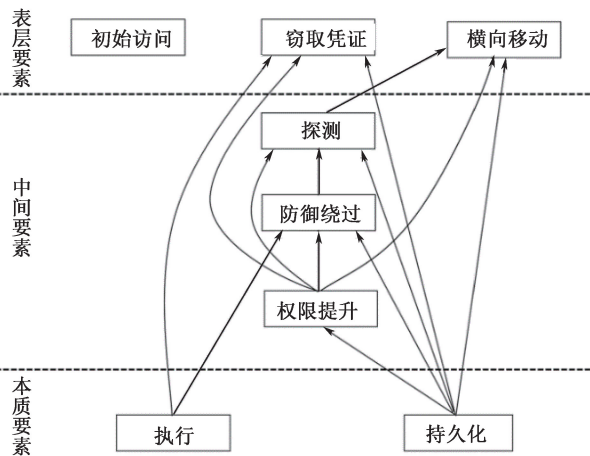 表层要素
初始访问
窃取凭证
横向移动
探测
中间要素
防御绕过
权限提升
本质要素
执行
持久化